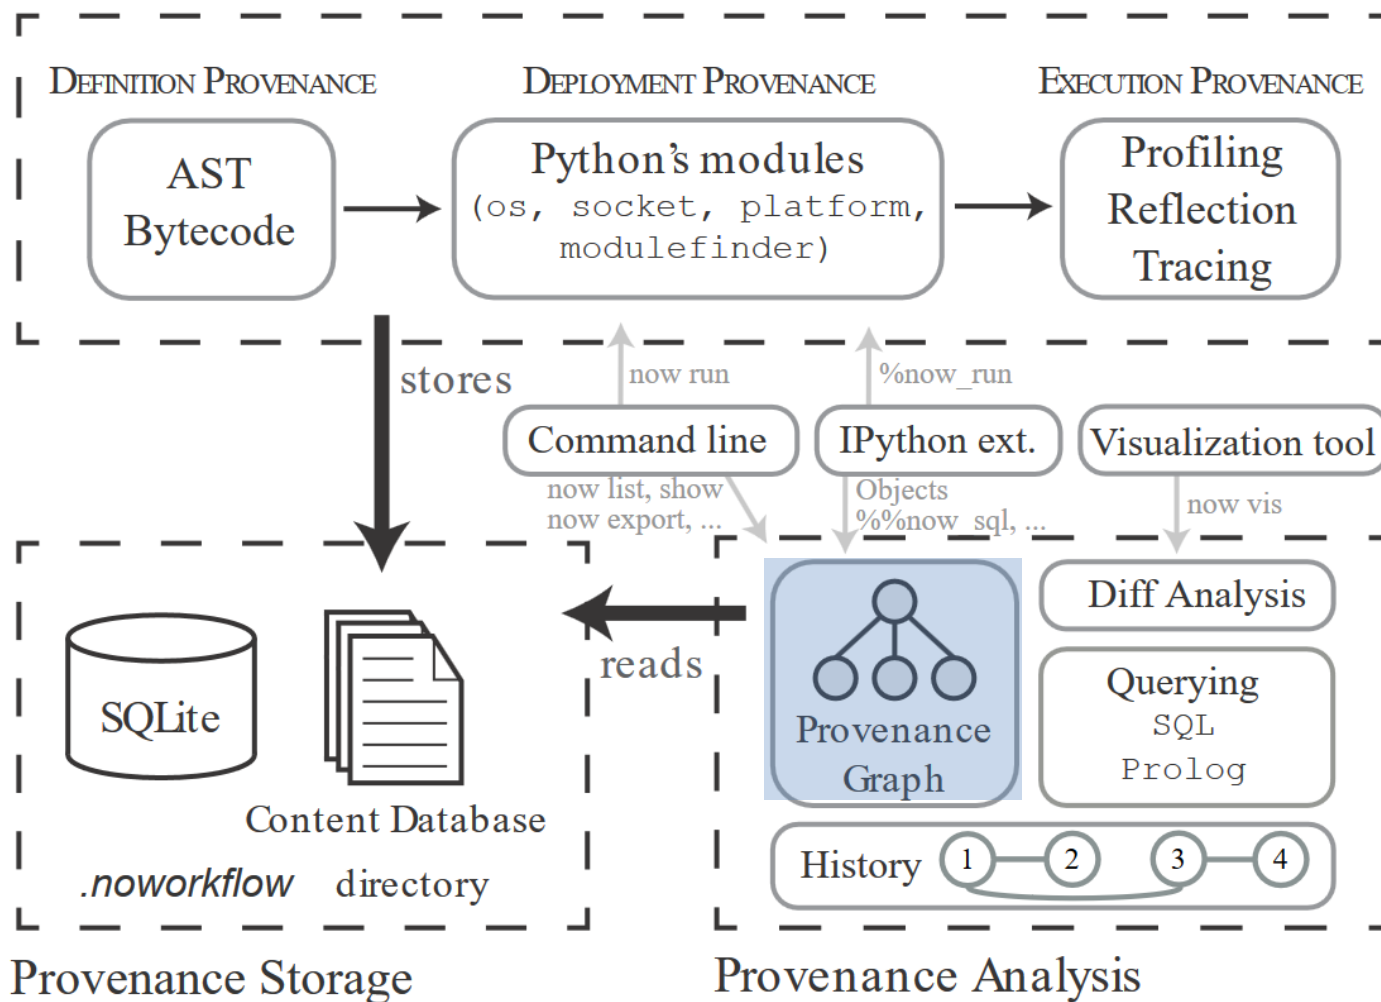 DEFINITION PROVENANCE
DEPLOYMENT PROVENANCE
EXECUTION PROVENANCE
AST
Bytecode
Python's modules
(os, socket, platform,
modulefinder)
Profiling
Reflection
Tracing
stores
now run
%now_run
Command line
IPython ext.
Visualization tool
now list, show
now export, ...
Objects
%%now_sql, ...
now vis
reads
SQLite
Content Database
.noworkflow directory
Provenance
Graph
Diff Analysis
Querying
SQL
Prolog
History 1 2 3 4
Provenance Storage
Provenance Analysis